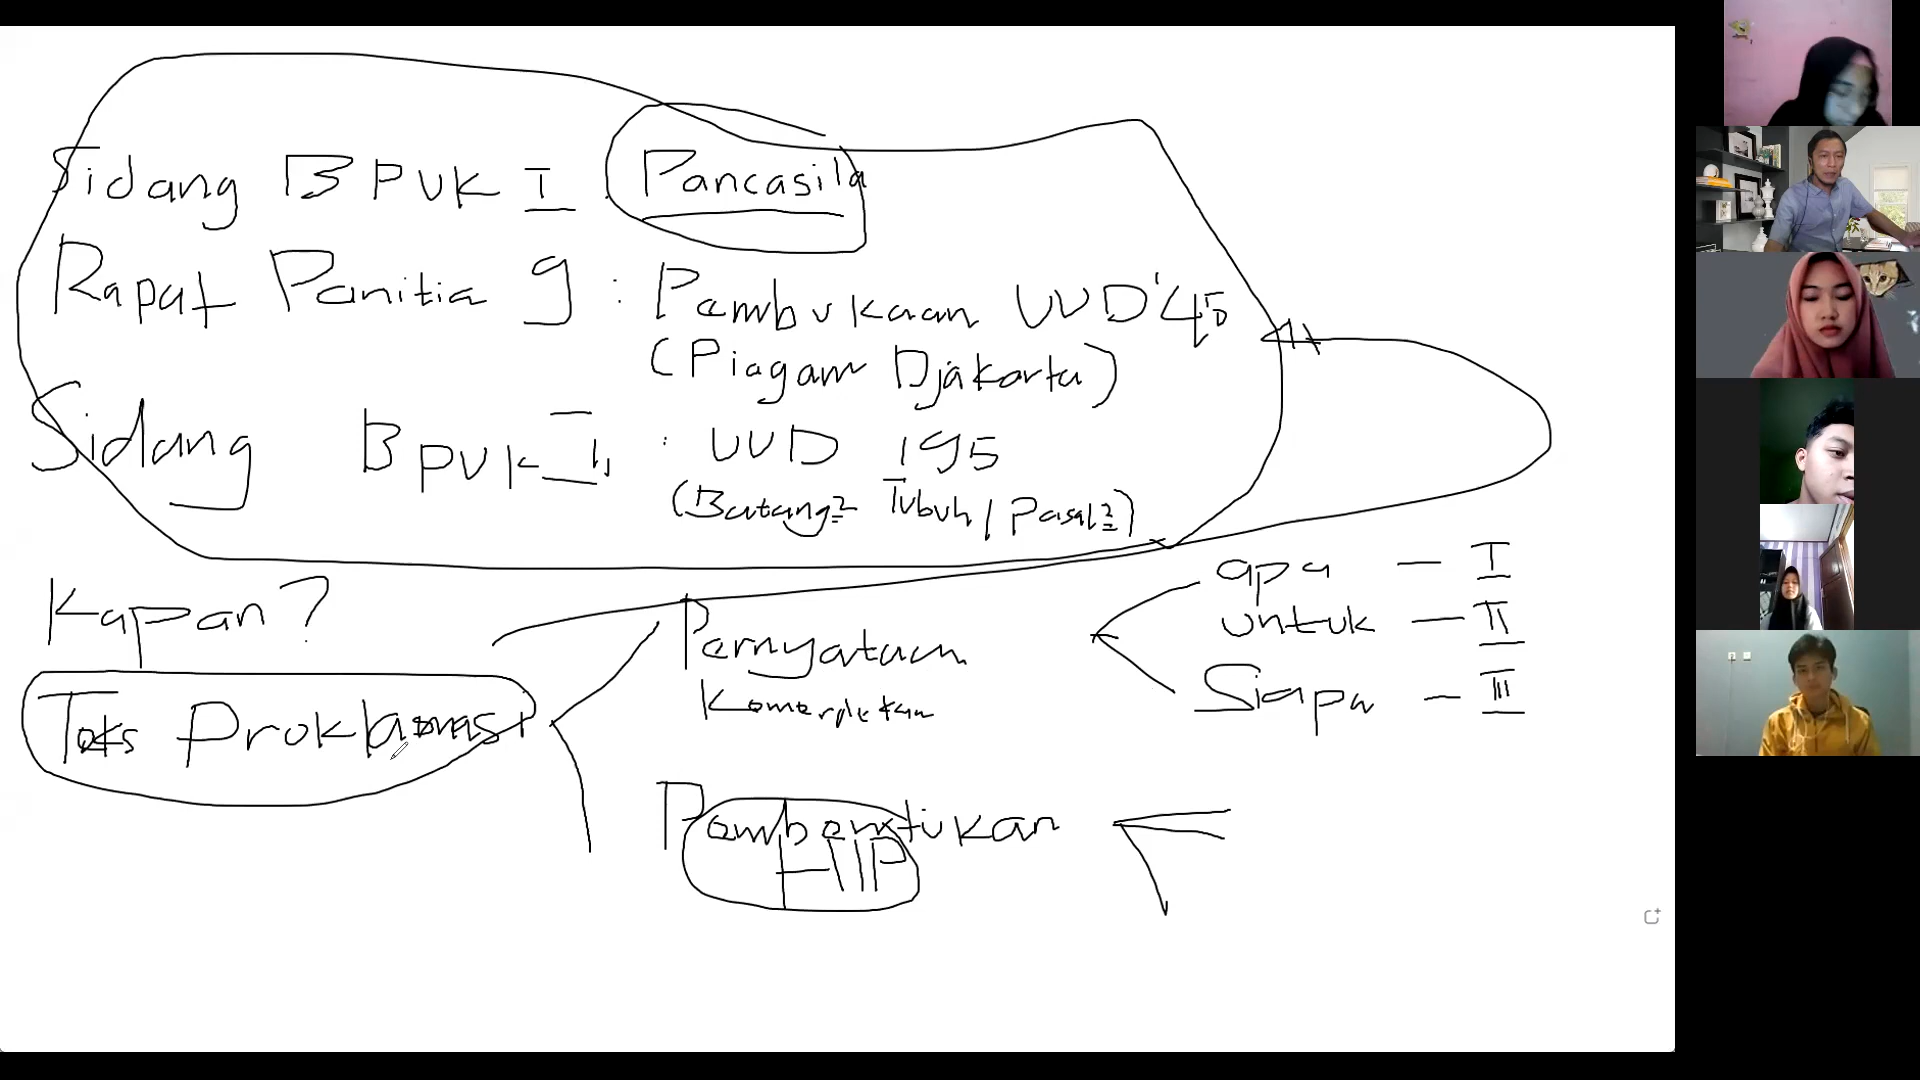 Sidang BPUK I : Pancasila
Rapat Panitia 9 : Pembukaan UUD'45
(Piagam Djakarta)
Sidang BPUK II : UUD 195
(Batang2 Tubuh / Pasal2)
Kapan?
Teks Proklamasi
Pernyataan
Kemerdekaan
apa - I
untuk - II
Siapa - III
Pembentukan